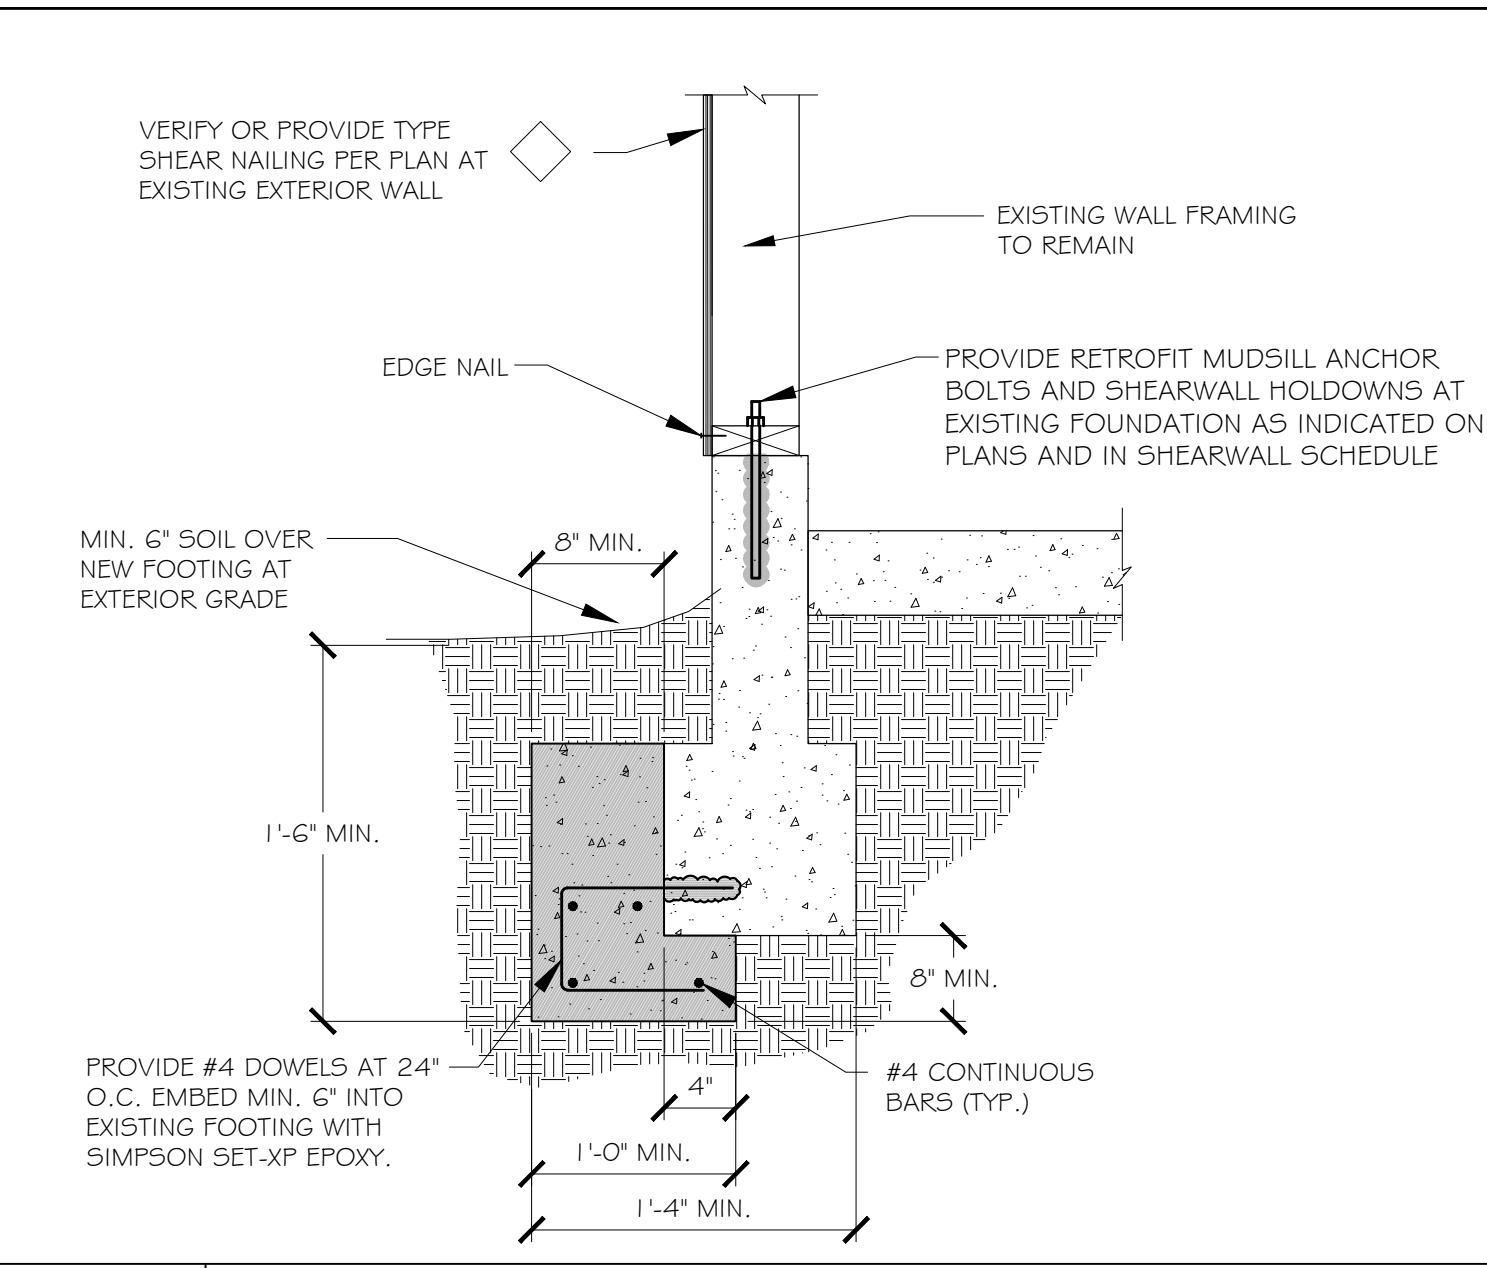 VERIFY OR PROVIDE TYPE
SHEAR NAILING PER PLAN AT
EXISTING EXTERIOR WALL
EXISTING WALL FRAMING
TO REMAIN
EDGE NAIL
PROVIDE RETROFIT MUDSILL ANCHOR
BOLTS AND SHEARWALL HOLDOWNS AT
EXISTING FOUNDATION AS INDICATED ON
PLANS AND IN SHEARWALL SCHEDULE
MIN. 6" SOIL OVER
NEW FOOTING AT
EXTERIOR GRADE
8" MIN.
1'-6" MIN.
8" MIN.
PROVIDE #4 DOWELS AT 24"
O.C. EMBED MIN. 6" INTO
EXISTING FOOTING WITH
SIMPSON SET-XP EPOXY.
#4 CONTINUOUS
BARS (TYP.)
4"
1'-0" MIN.
1'-4" MIN.